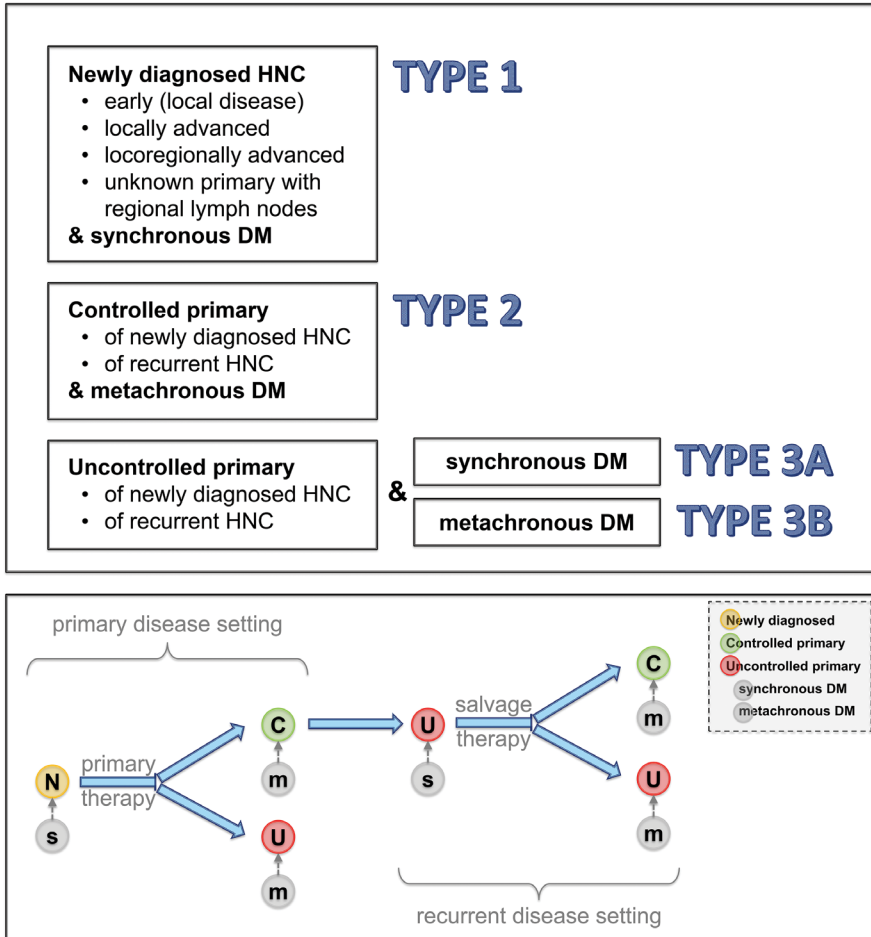 Newly diagnosed HNC
• early (local disease)
• locally advanced
• locoregionally advanced
• unknown primary with
regional lymph nodes
& synchronous DM
TYPE 1
Controlled primary
• of newly diagnosed HNC
• of recurrent HNC
& metachronous DM
TYPE 2
Uncontrolled primary
• of newly diagnosed HNC
• of recurrent HNC
&
synchronous DM
TYPE 3A
metachronous DM
TYPE 3B
primary disease setting
Newly diagnosed
Controlled primary
Uncontrolled primary
synchronous DM
metachronous DM
N
s
primary
therapy
C
m
U
m
U
s
salvage
therapy
C
m
U
m
recurrent disease setting